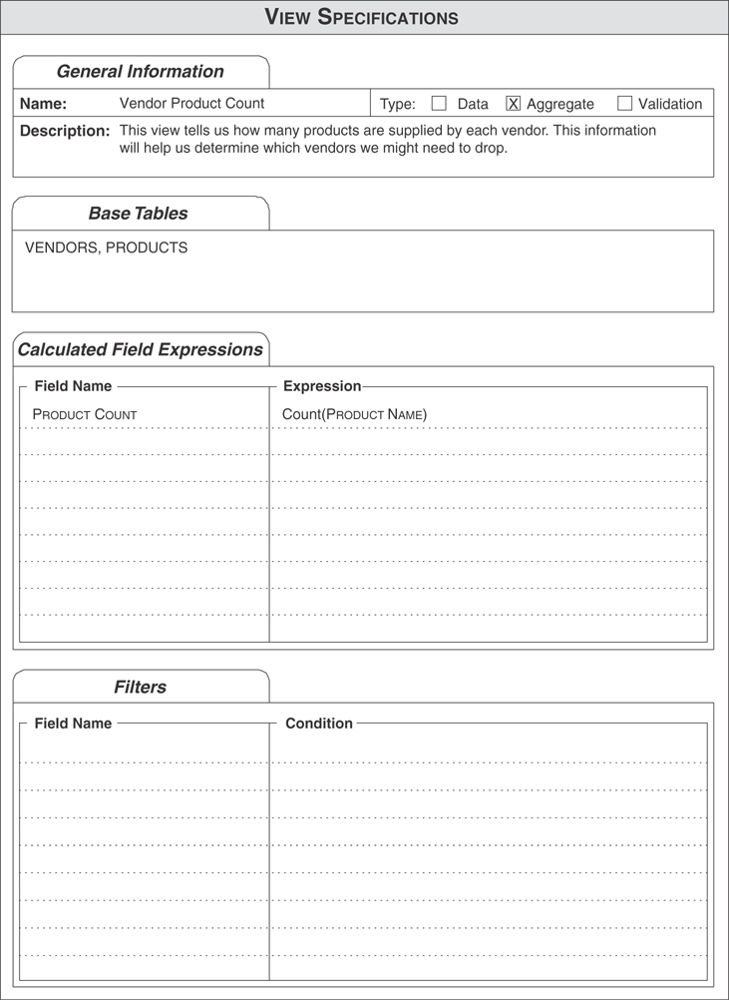 VIEW SPECIFICATIONS
General Information
Name: Vendor Product Count Type: Data X Aggregate Validation
Description: This view tells us how many products are supplied by each vendor. This information
will help us determine which vendors we might need to drop.
Base Tables
VENDORS, PRODUCTS
Calculated Field Expressions
Field Name Expression
PRODUCT COUNT Count(PRODUCT NAME)
Filters
Field Name Condition